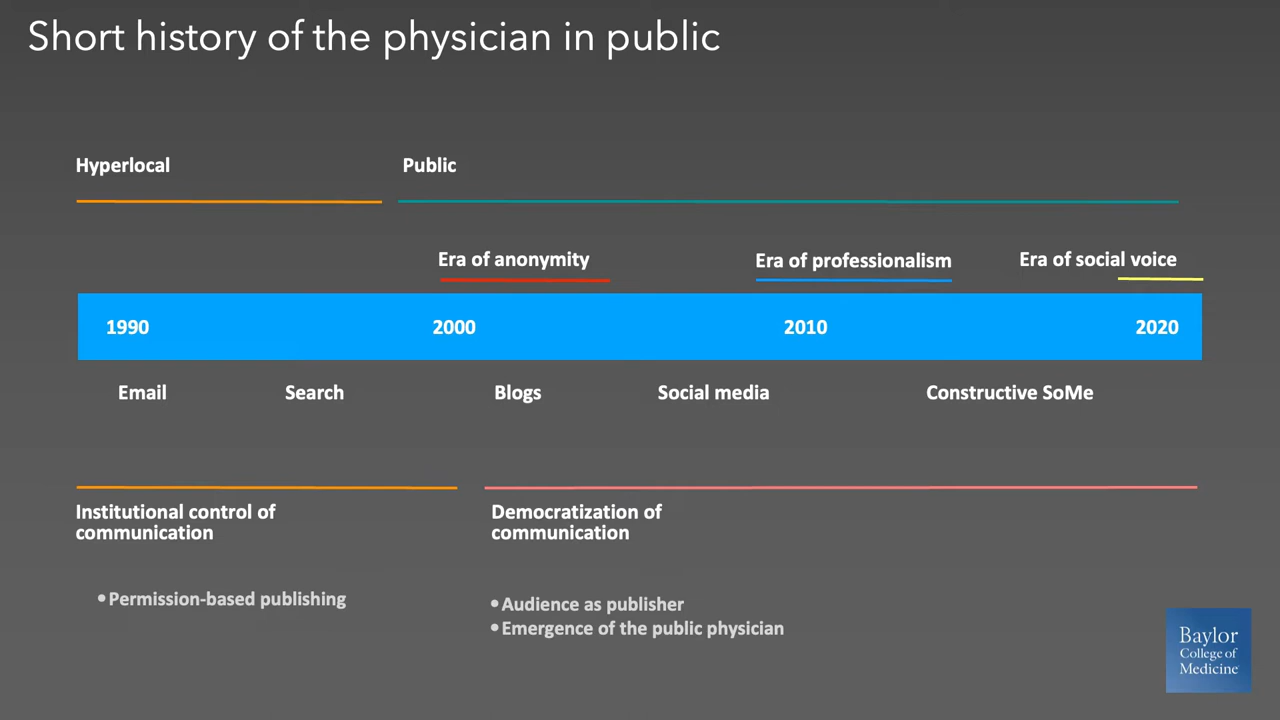 Short history of the physician in public
Hyperlocal
Public
Era of anonymity
Era of professionalism
Era of social voice
1990
2000
2010
2020
Email
Search
Blogs
Social media
Constructive SoMe
Institutional control of
communication
• Permission-based publishing
Democratization of
communication
• Audience as publisher
• Emergence of the public physician
Baylor
College of
Medicine